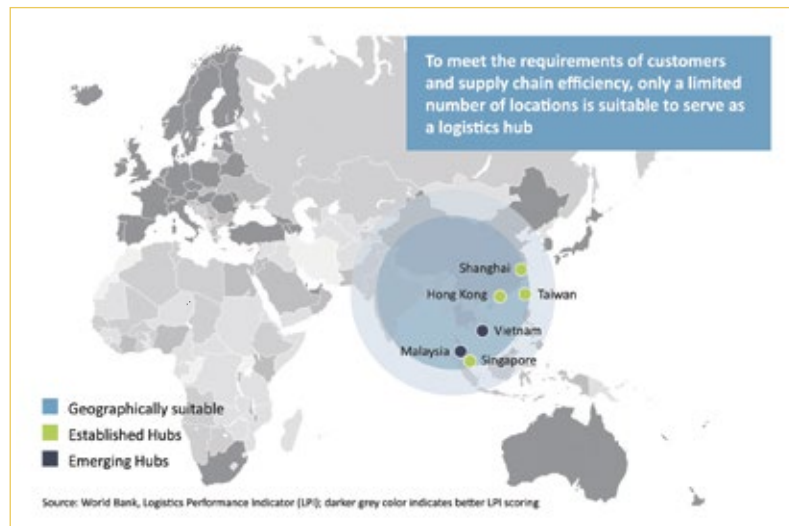 To meet the requirements of customers
and supply chain efficiency, only a limited
number of locations is suitable to serve as
a logistics hub
Shanghai
Hong Kong
Taiwan
Vietnam
Malaysia
Singapore
Geographically suitable
Established Hubs
Emerging Hubs
Source: World Bank, Logistics Performance Indicator (LPI); darker grey color indicates better LPI scoring